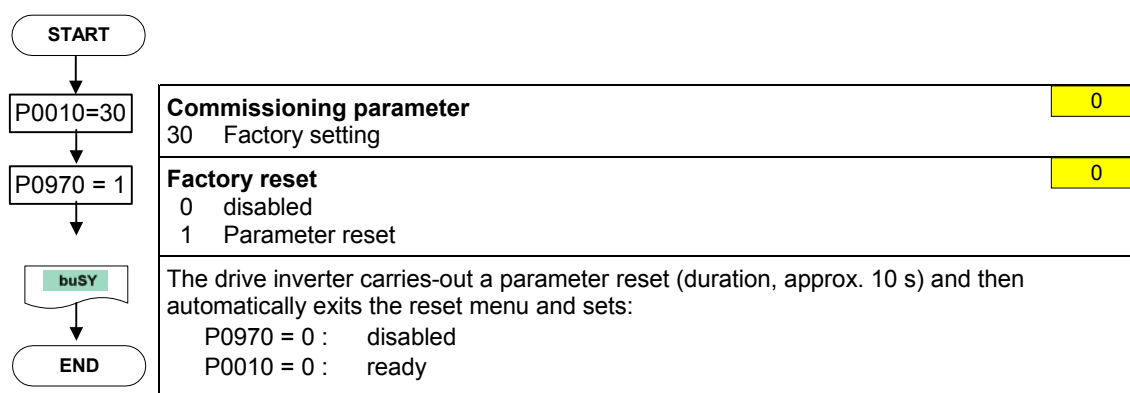 START
P0010=30
Commissioning parameter
0
30 Factory setting
P0970 = 1
Factory reset
0
0 disabled
1 Parameter reset
buSY
The drive inverter carries-out a parameter reset (duration, approx. 10 s) and then
automatically exits the reset menu and sets:
P0970 = 0 : disabled
P0010 = 0 : ready
END